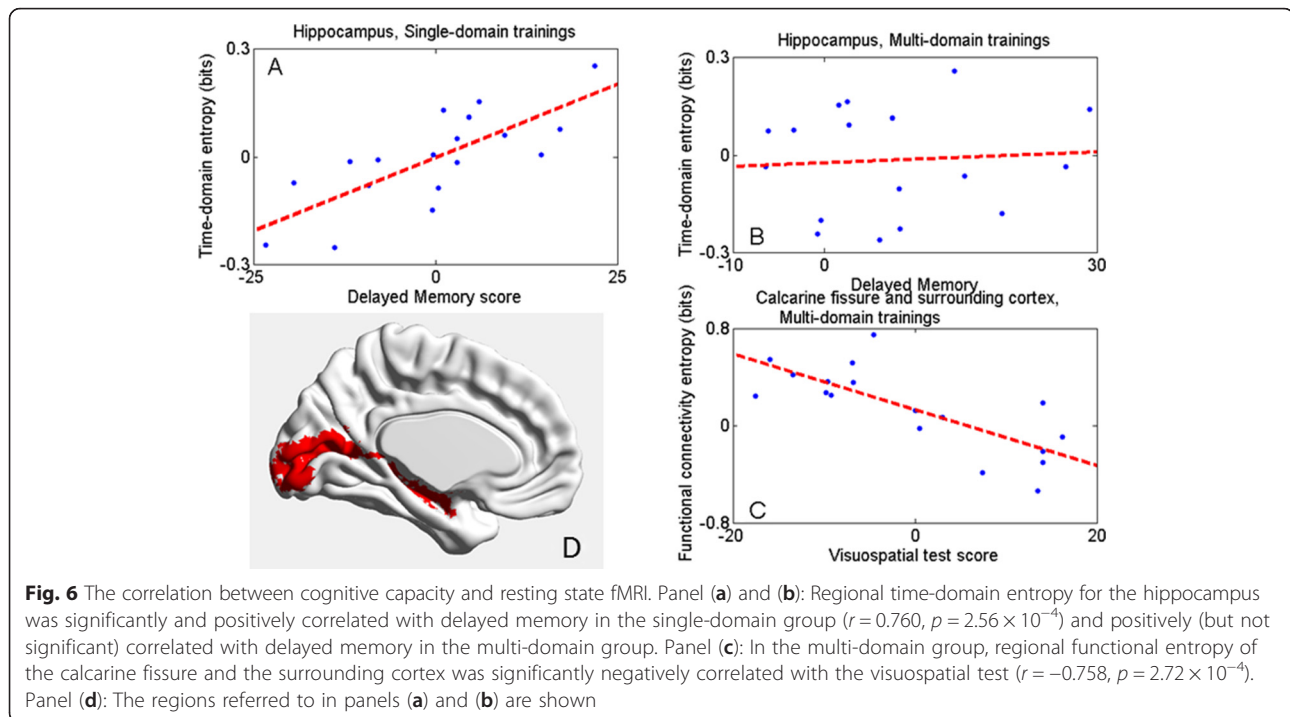 Hippocampus, Single-domain trainings
Time-domain entropy (bits)
0.3
0
-0.3
A
-25
0
25
Delayed Memory score
Hippocampus, Multi-domain trainings
Time-domain entropy (bits)
0.3
0
-0.3
B
-10
0
30
Delayed Memory
Calcarine fissure and surrounding cortex,
Multi-domain trainings
Functional connectivity entropy (bits)
0.8
0
-0.8
C
-20
0
20
Visuospatial test score
D
Fig. 6 The correlation between cognitive capacity and resting state fMRI. Panel (a) and (b): Regional time-domain entropy for the hippocampus
was significantly and positively correlated with delayed memory in the single-domain group (r = 0.760, p = 2.56 × 10⁻⁴) and positively (but not
significant) correlated with delayed memory in the multi-domain group. Panel (c): In the multi-domain group, regional functional entropy of
the calcarine fissure and the surrounding cortex was significantly negatively correlated with the visuospatial test (r = −0.758, p = 2.72 × 10⁻⁴).
Panel (d): The regions referred to in panels (a) and (b) are shown